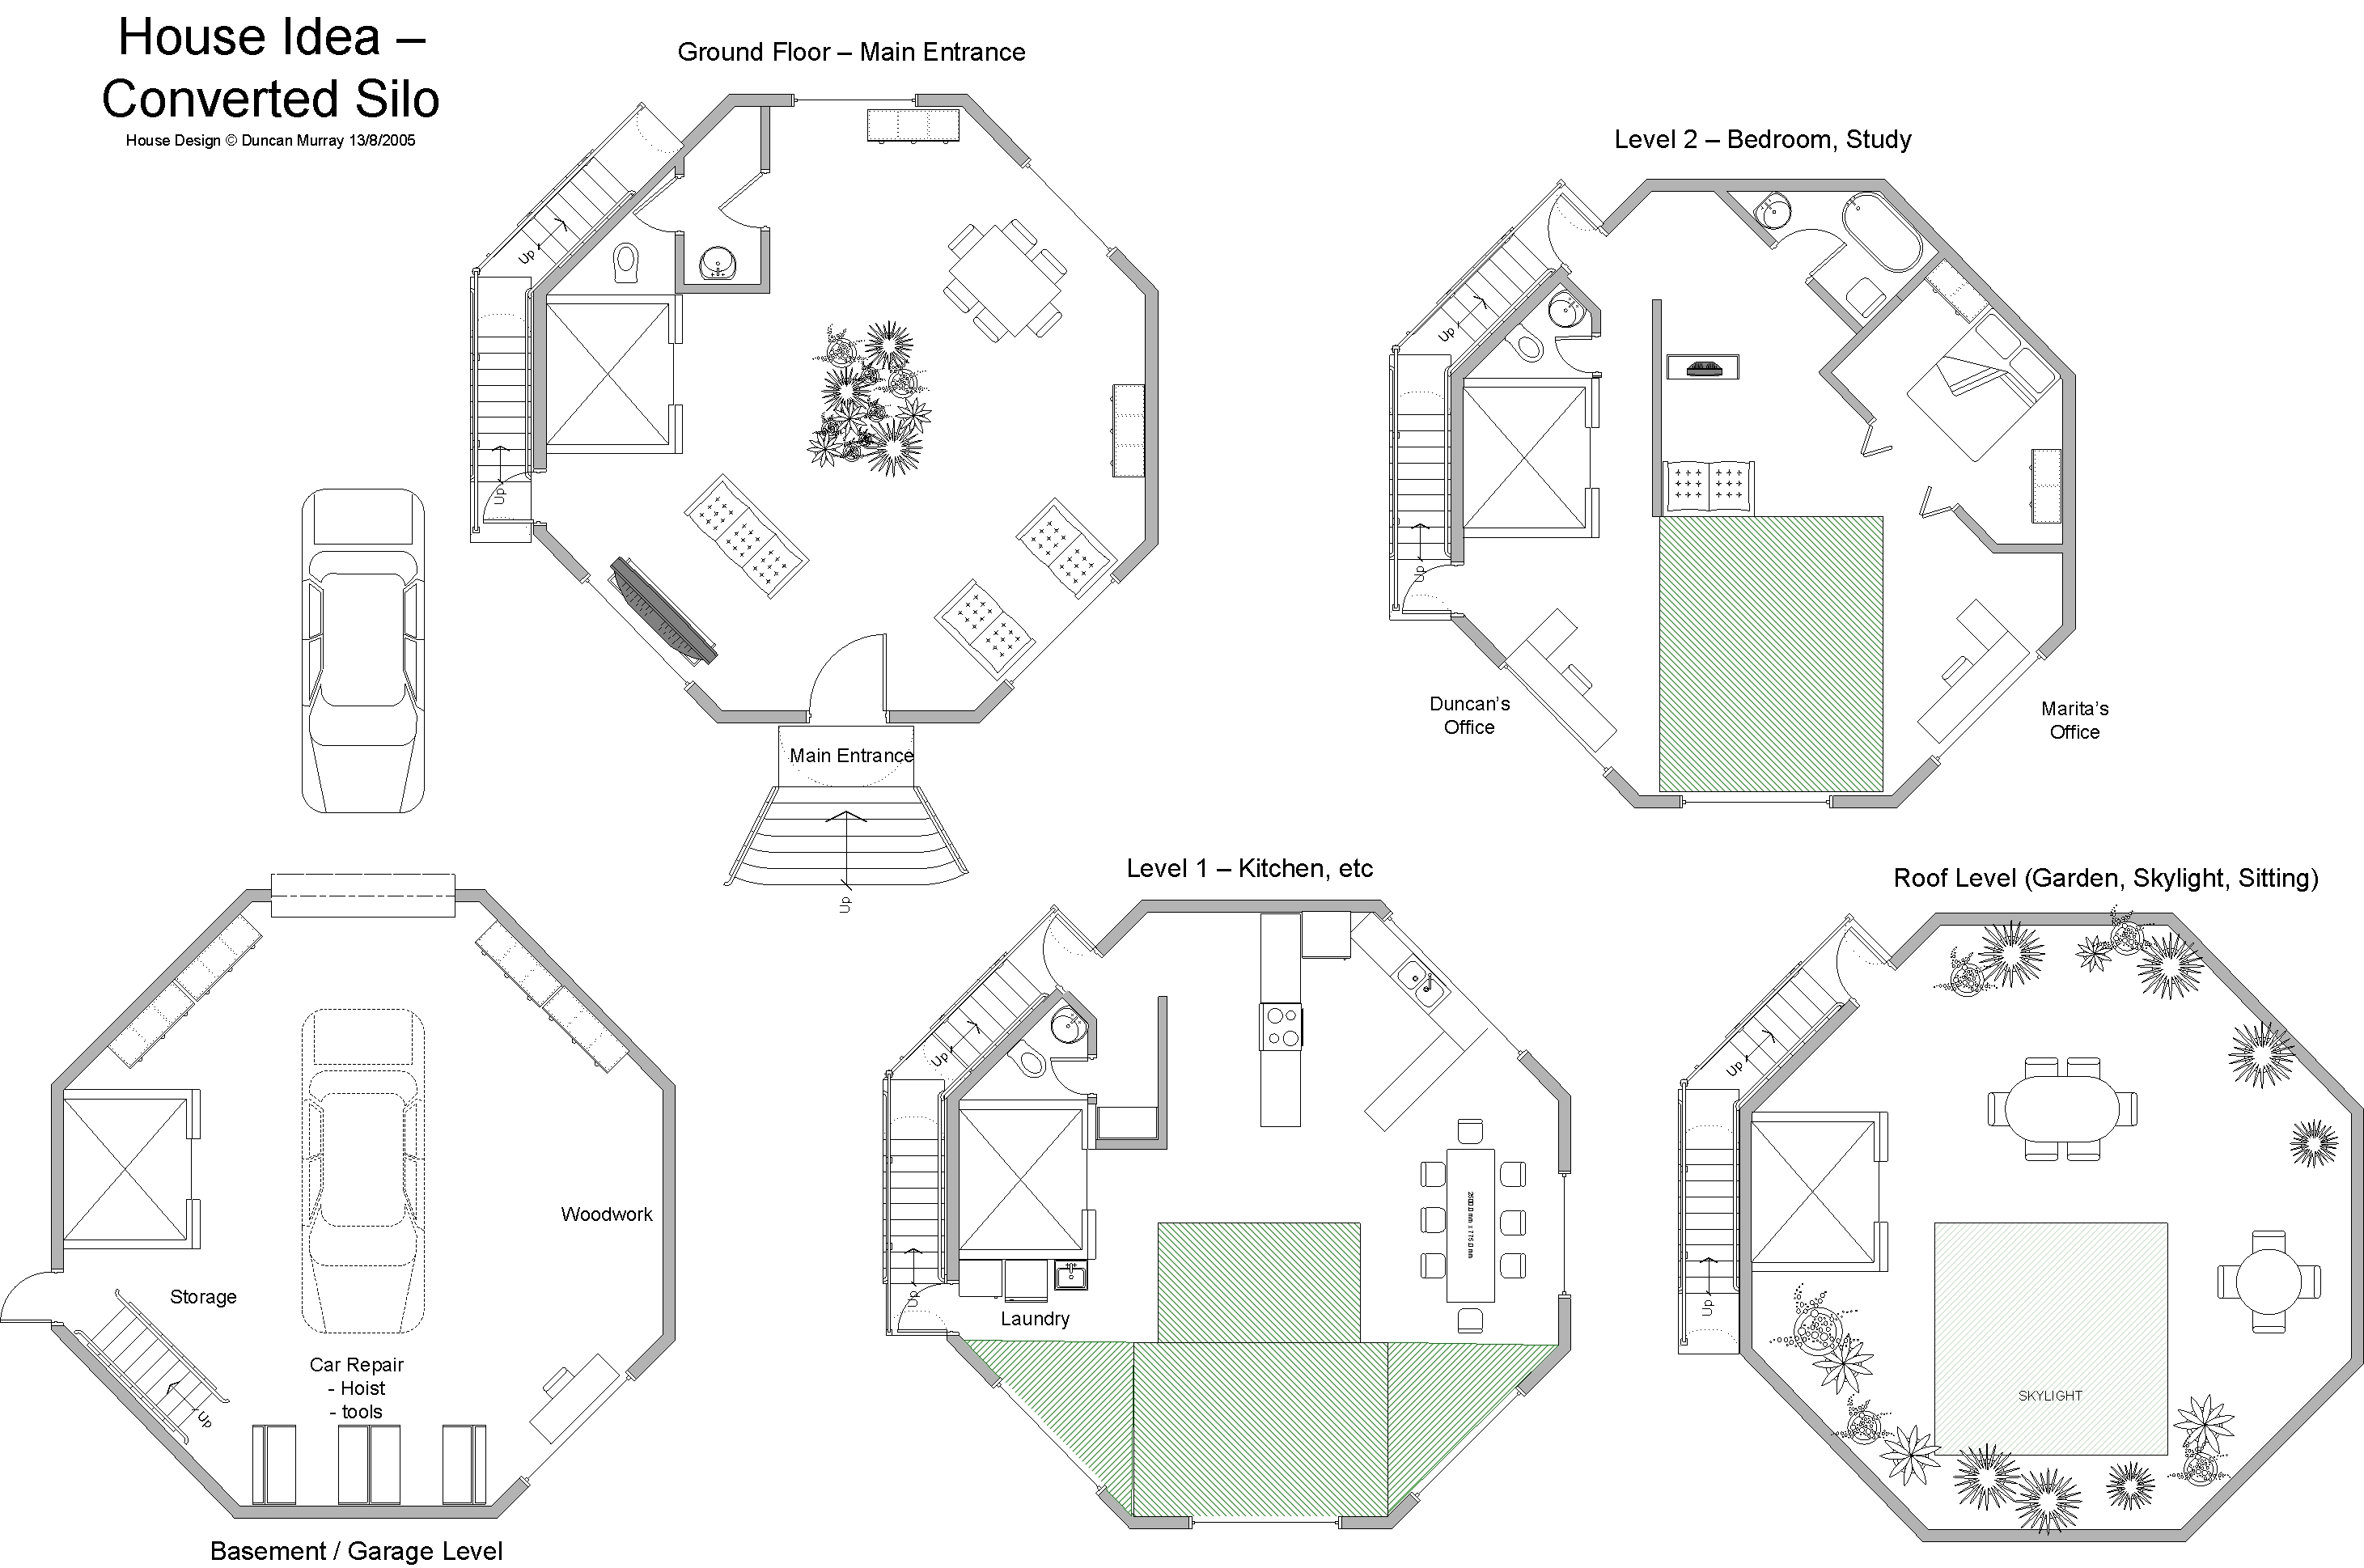 House Idea –
Converted Silo
House Design © Duncan Murray 13/8/2005
Ground Floor – Main Entrance
Up
Up
Main Entrance
Up
Level 2 – Bedroom, Study
Up
Up
Duncan's
Office
Marita's
Office
Level 1 – Kitchen, etc
Up
Up
Laundry
Roof Level (Garden, Skylight, Sitting)
Up
Up
SKYLIGHT
Woodwork
Storage
Up
Car Repair
- Hoist
- tools
Basement / Garage Level